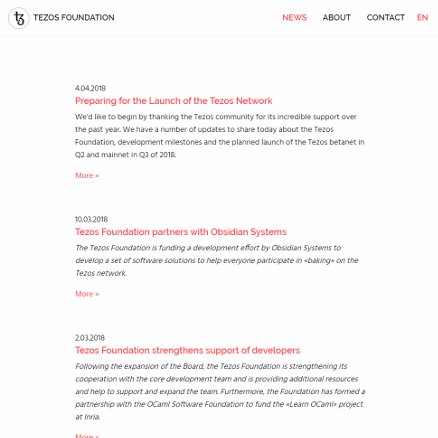 TEZOS FOUNDATION
NEWS ABOUT CONTACT EN
4.04.2018
Preparing for the Launch of the Tezos Network
We'd like to begin by thanking the Tezos community for its incredible support over
the past year. We have a number of updates to share today about the Tezos
Foundation, development milestones and the planned launch of the Tezos betanet in
Q2 and mainnet in Q3 of 2018.
More »
10.03.2018
Tezos Foundation partners with Obsidian Systems
The Tezos Foundation is funding a development effort by Obsidian Systems to
develop a set of software solutions to help everyone participate in «baking» on the
Tezos network.
More »
2.03.2018
Tezos Foundation strengthens support of developers
Following the expansion of the Board, the Tezos Foundation is strengthening its
cooperation with the core development team and is providing additional resources
and help to support and expand the team. Furthermore, the Foundation has formed a
partnership with the OCaml Software Foundation to fund the «Learn OCaml» project
at Inria.
More »